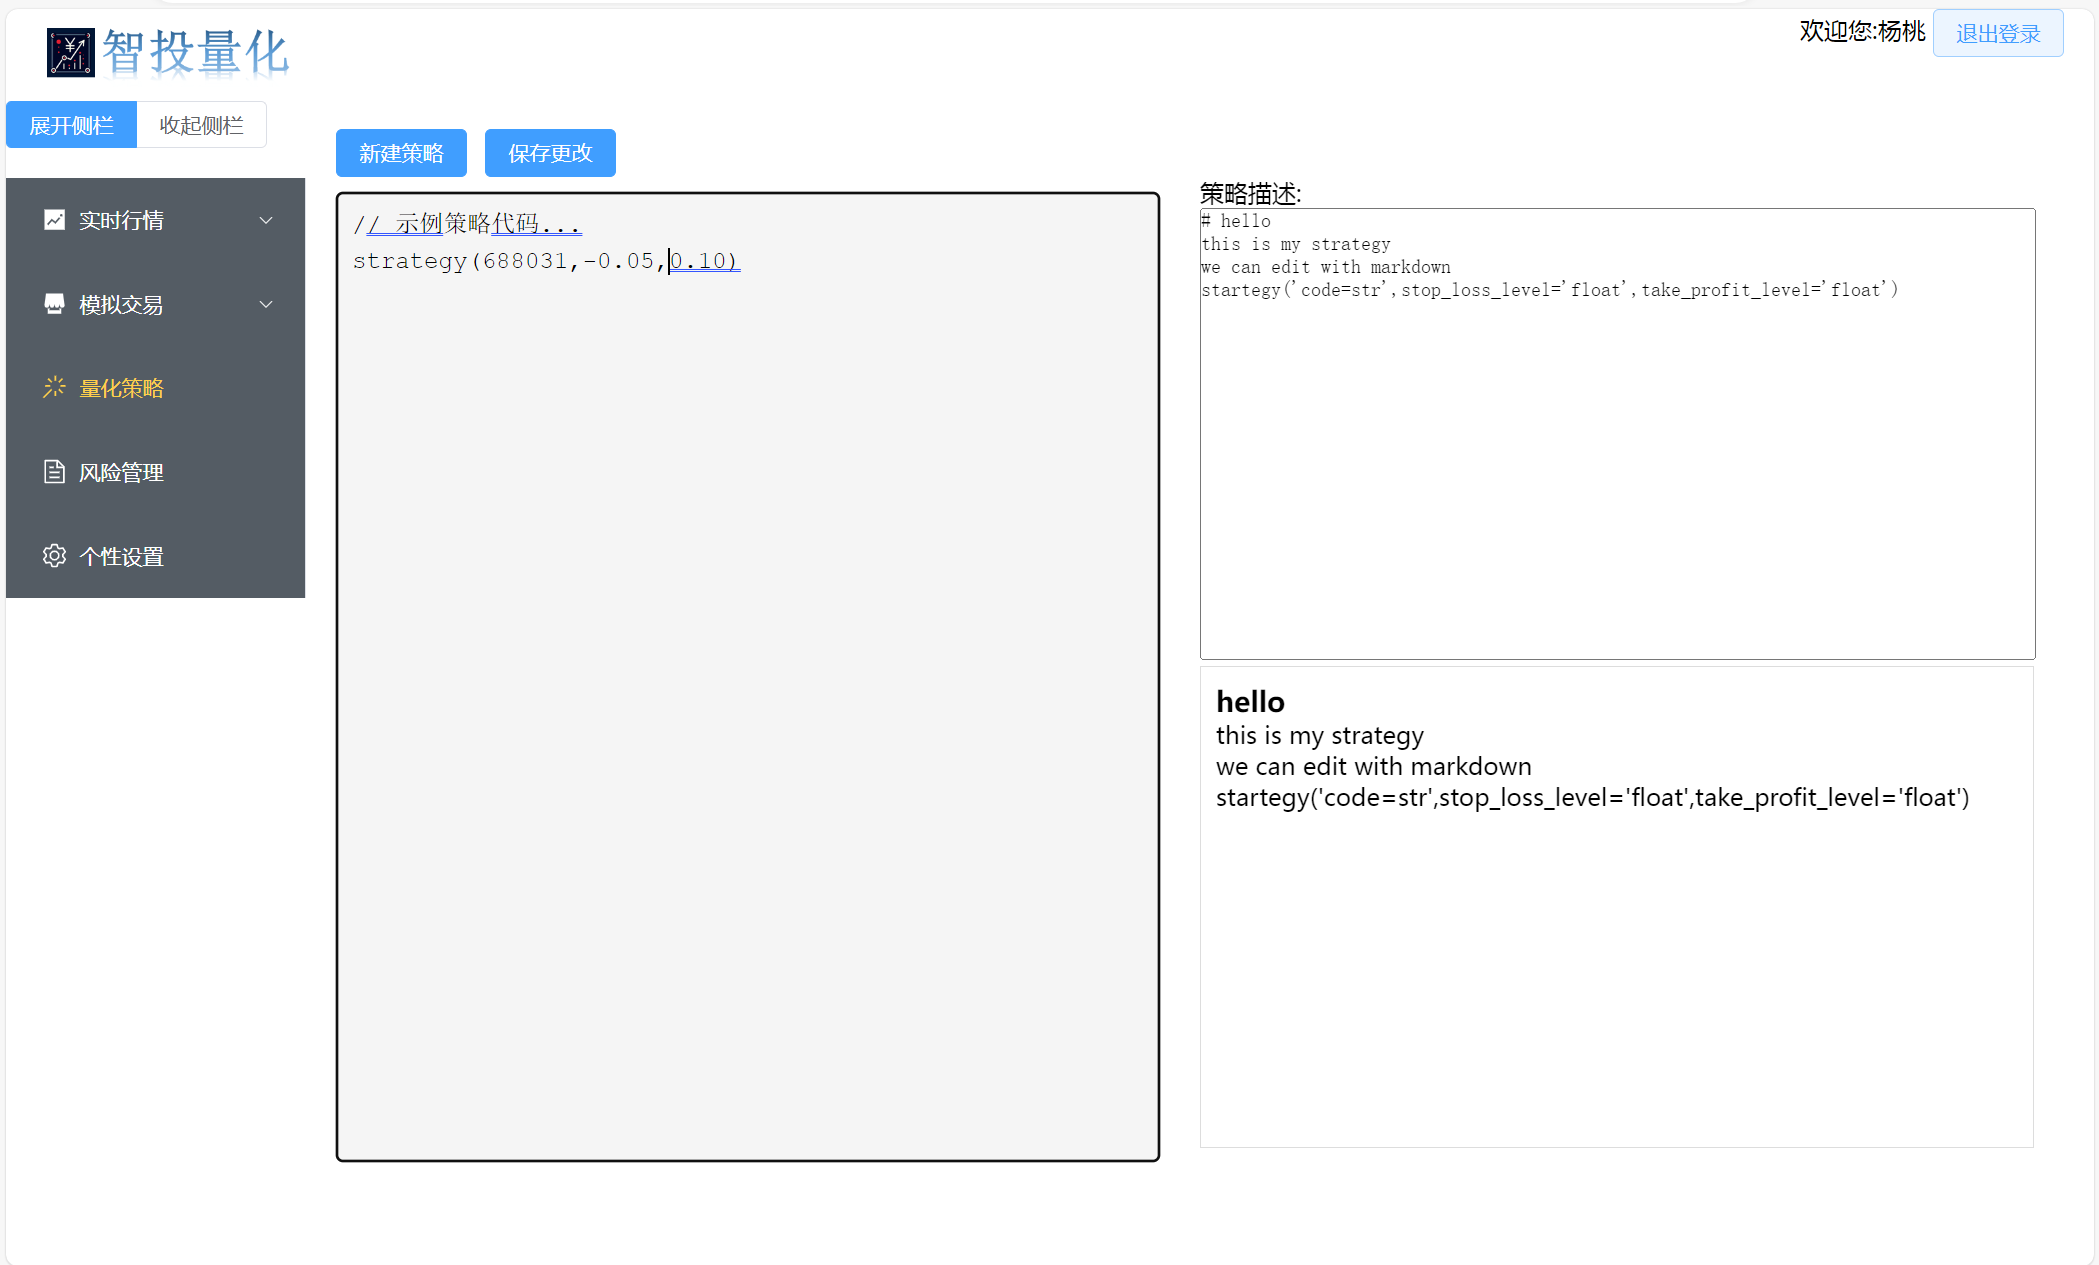 智投量化
欢迎您:杨桃
退出登录
展开侧栏
收起侧栏
新建策略
保存更改
实时行情
模拟交易
量化策略
风险管理
个性设置
// 示例策略代码...
strategy(688031,-0.05,0.10)
策略描述:
# hello
this is my strategy
we can edit with markdown
startegy('code=str',stop_loss_level='float',take_profit_level='float')
hello
this is my strategy
we can edit with markdown
startegy('code=str',stop_loss_level='float',take_profit_level='float')